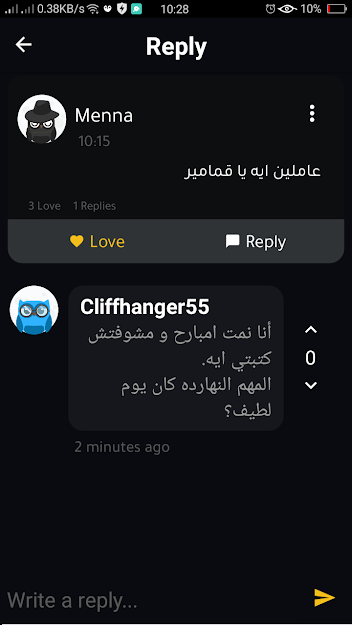 0.38KB/s 10:28 10%
Reply
Menna
10:15
عاملين ايه يا قمامير
3 Love 1 Replies
Love Reply
Cliffhanger55
أنا نمت امبارح و مشوفتش
كتبتي ايه.
0
المهم النهارده كان يوم
لطيف؟
2 minutes ago
Write a reply...